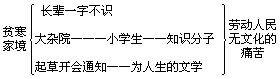 贫寒家境
长辈一字不识
大杂院———小学生——知识分子
起草开会通知——为人生的文学
劳动人民无文化的痛苦